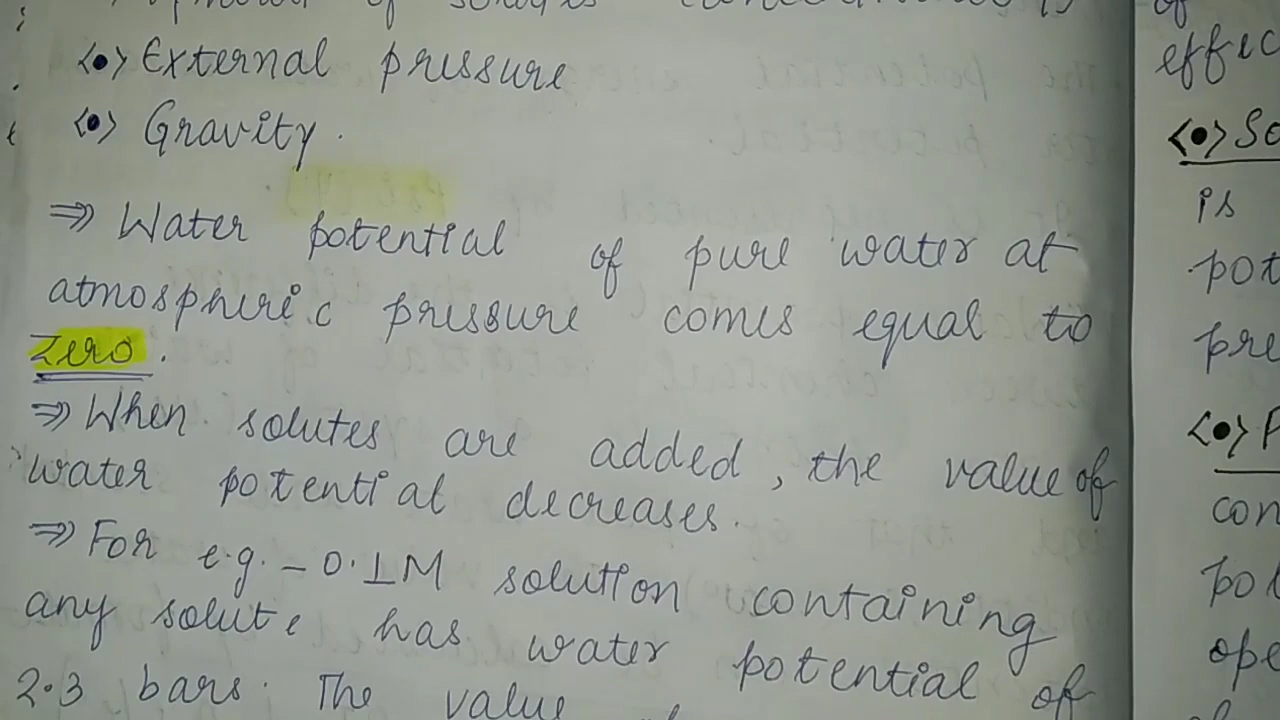 <•> External pressure
<•> Gravity.
⇒ Water potential of pure water at
atmospheric pressure comes equal to
Zero.
⇒ When solutes are added, the value of
water potential decreases.
⇒ For e.g. - 0.1M solution containing
any solute has water potential of
2.3 bars. The value
of
effec
<•> So
is
pot
pre
<•> P
con
pot
ope